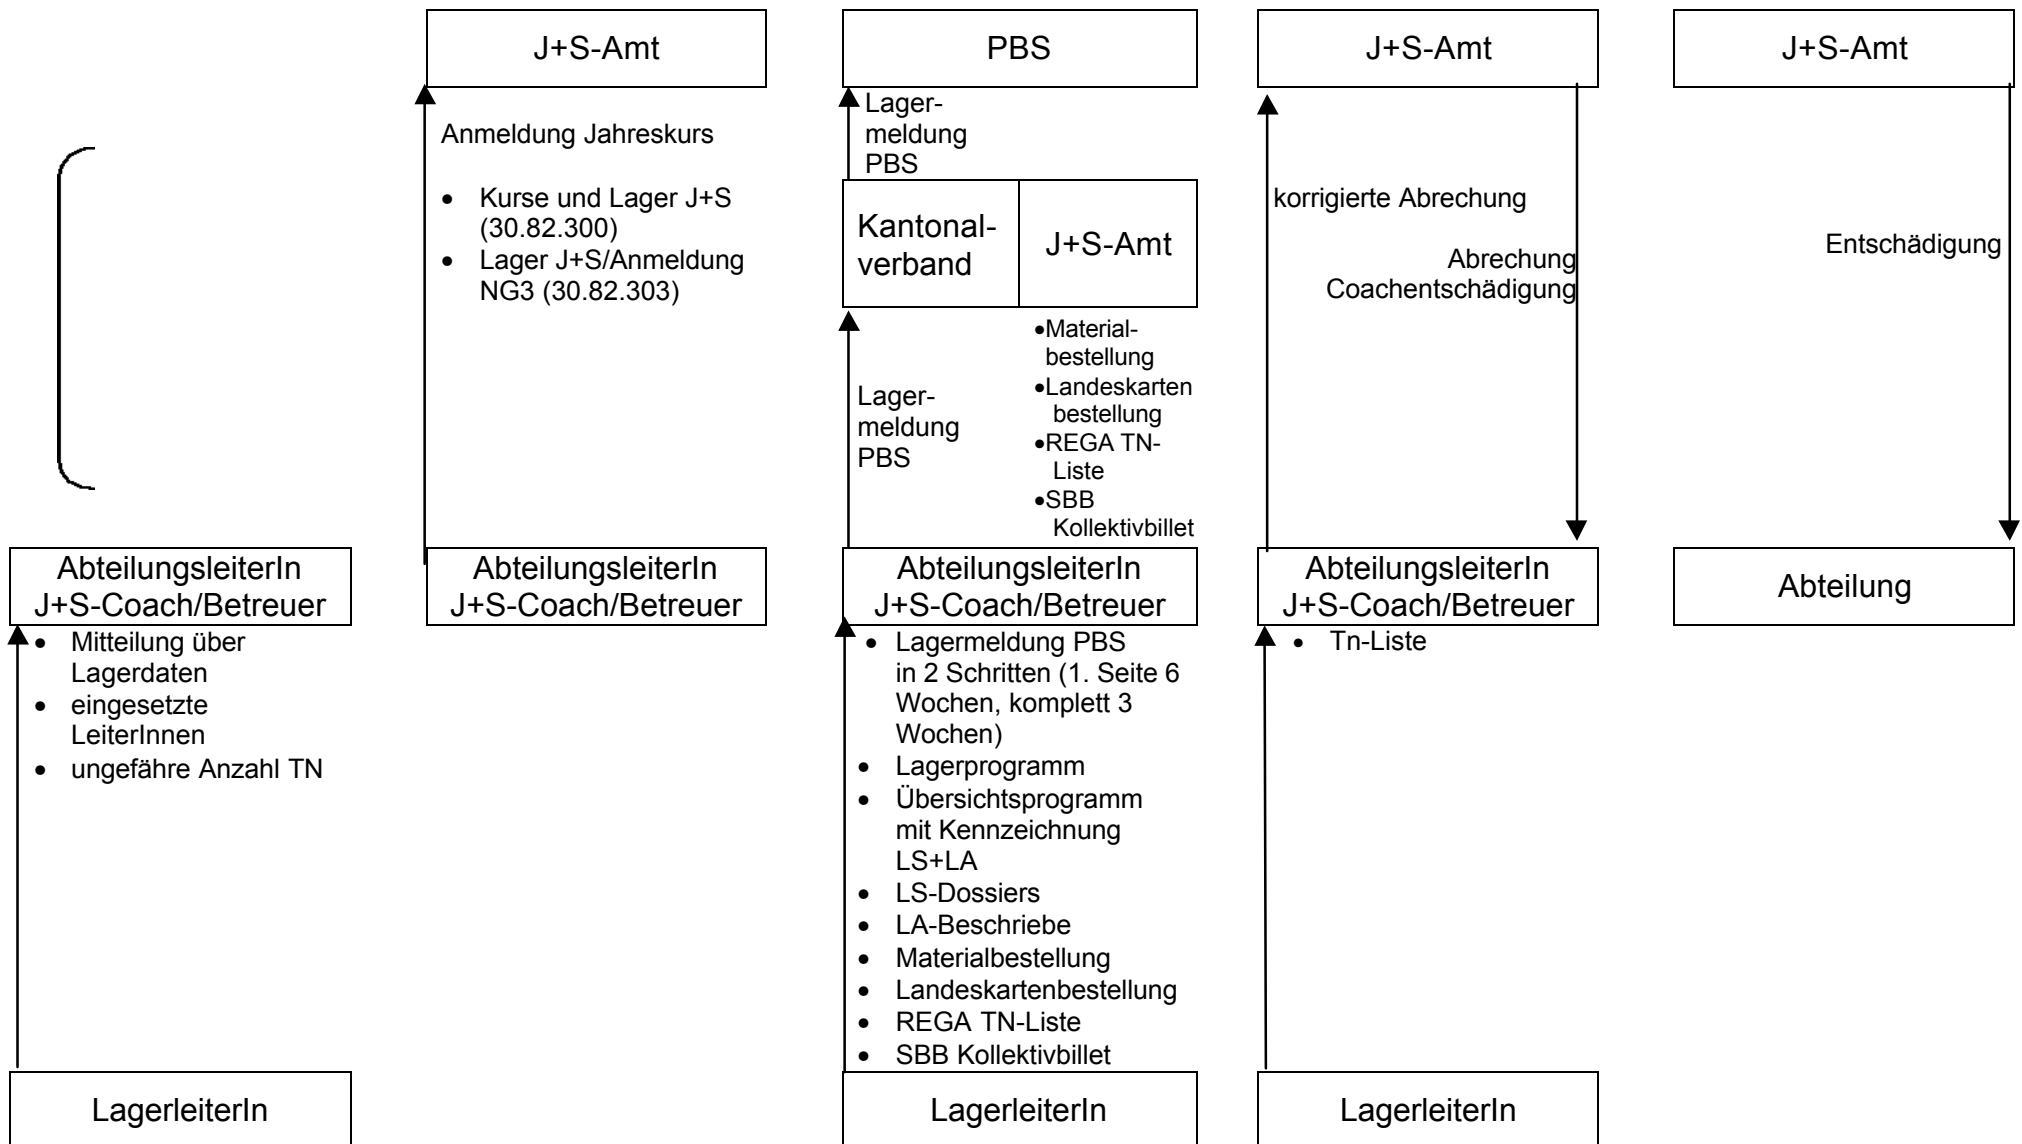 J+S-Amt
PBS
J+S-Amt
J+S-Amt
Anmeldung Jahreskurs
• Kurse und Lager J+S
(30.82.300)
• Lager J+S/Anmeldung
NG3 (30.82.303)
Lager-
meldung
PBS
Kantonal-
verband
J+S-Amt
Lager-
meldung
PBS
•Material-
bestellung
•Landeskarten
bestellung
•REGA TN-
Liste
•SBB
Kollektivbillet
korrigierte Abrechung
Abrechung
Coachentschädigung
Entschädigung
AbteilungsleiterIn
J+S-Coach/Betreuer
AbteilungsleiterIn
J+S-Coach/Betreuer
AbteilungsleiterIn
J+S-Coach/Betreuer
AbteilungsleiterIn
J+S-Coach/Betreuer
Abteilung
• Mitteilung über
Lagerdaten
• eingesetzte
LeiterInnen
• ungefähre Anzahl TN
• Lagermeldung PBS
in 2 Schritten (1. Seite 6
Wochen, komplett 3
Wochen)
• Lagerprogramm
• Übersichtsprogramm
mit Kennzeichnung
LS+LA
• LS-Dossiers
• LA-Beschriebe
• Materialbestellung
• Landeskartenbestellung
• REGA TN-Liste
• SBB Kollektivbillet
• Tn-Liste
LagerleiterIn
LagerleiterIn
LagerleiterIn